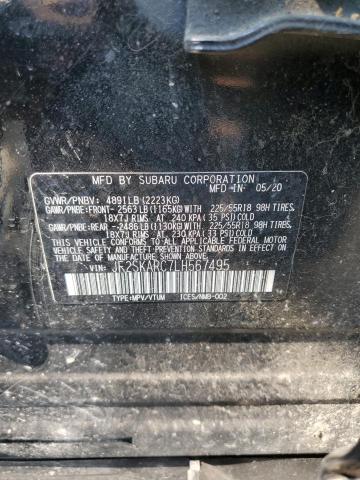 MFD BY SUBARU CORPORATION
MFD IN- 05/20
GVWR/PNBV: 4891LB(2223KG)
GAWR/PNBE:FRONT- 2563 LB(1165KG)WITH 225/55R18 98H TIRES,
18X7J RIMS AT 240 KPA(35 PSI)COLD
GAWR/PNBE:REAR -2486LB(1130KG)WITH 225/55R18 98H TIRES,
18X7J RIMS AT 230 KPA(33 PSI)COLD
THIS VEHICLE CONFORMS TO ALL APPLICABLE FEDERAL MOTOR
VEHICLE SAFETY AND THEFT PREVENTION STANDARDS IN
EFFECT ON THE DATE OF MANUFACTURE SHOWN ABOVE.
VIN: JF2SKARC7LH567495
TYPE:MPV/VTUM ICES/NMB-002